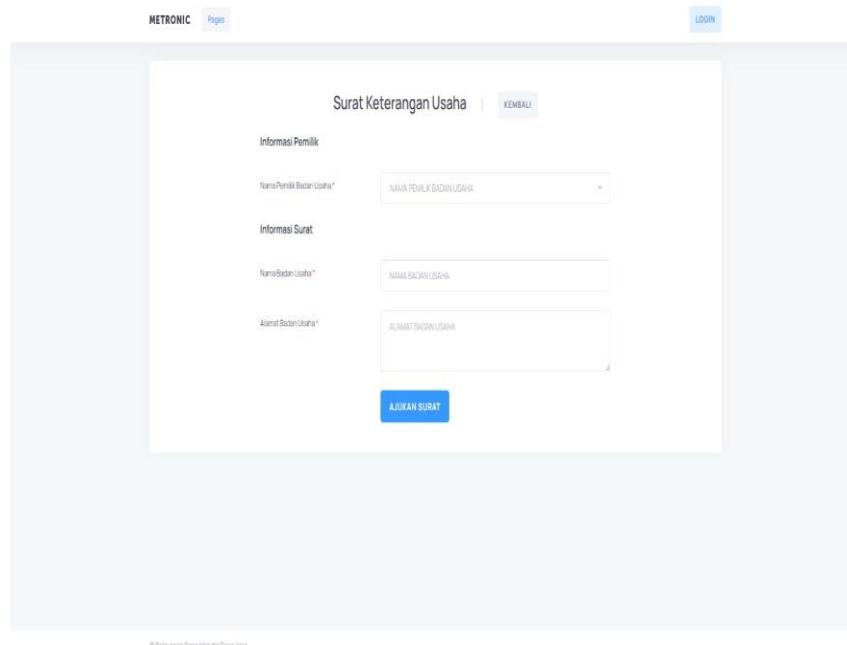 METRONIC Pages LOGIN
Surat Keterangan Usaha | KEMBALI
Informasi Pemilik
Nama Pemilik Badan Usaha * NAMA PEMILIK BADAN USAHA
Informasi Surat
Nama Badan Usaha * NAMA BADAN USAHA
Alamat Badan Usaha * ALAMAT BADAN USAHA
AJUKAN SURAT